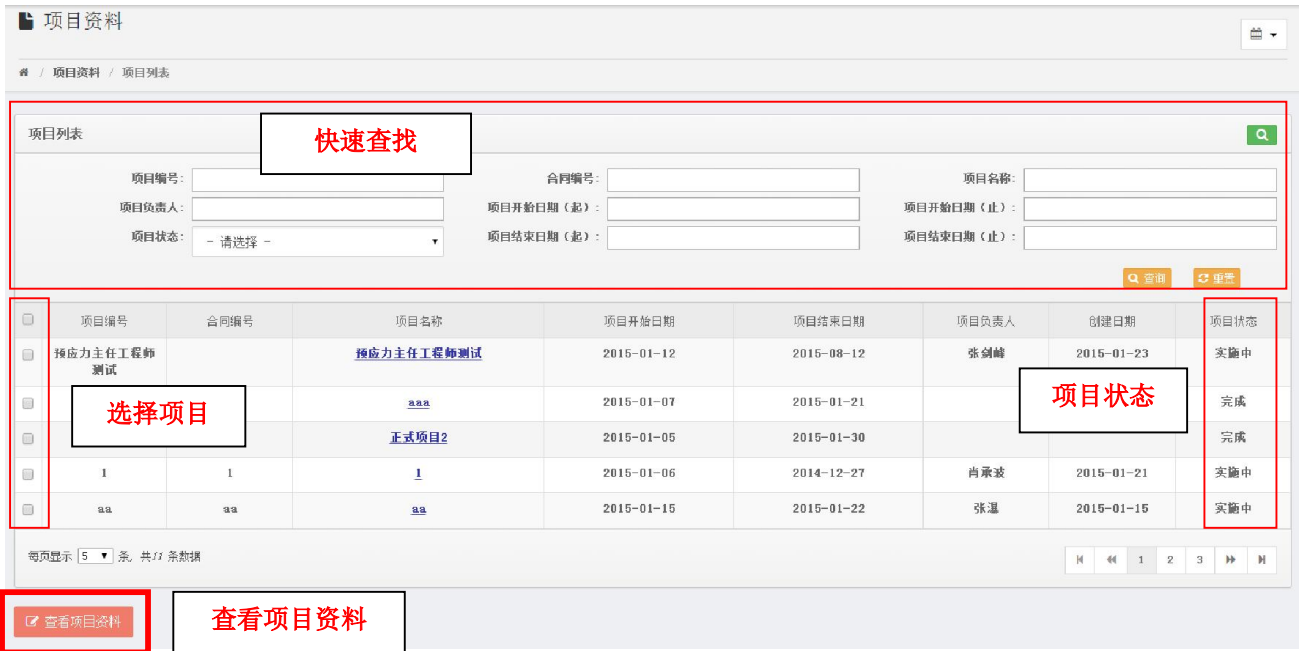 项目资料
/ 项目资料 / 项目列表
项目列表
快速查找
项目编号: 合同编号: 项目名称:
项目负责人: 项目开始日期（起）: 项目开始日期（止）:
项目状态: - 请选择 - 项目结束日期（起）: 项目结束日期（止）:
查询 重置
项目编号 合同编号 项目名称 项目开始日期 项目结束日期 项目负责人 创建日期 项目状态
预应力主任工程师测试 预应力主任工程师测试 2015-01-12 2015-08-12 张剑峰 2015-01-23 实施中
选择项目
项目状态
aaa 2015-01-07 2015-01-21 完成
正式项目2 2015-01-05 2015-01-30 完成
1 1 1 2015-01-06 2014-12-27 肖承波 2015-01-21 实施中
aa aa aa 2015-01-15 2015-01-22 张瀑 2015-01-15 实施中
每页显示 5 条, 共11 条数据 1 2 3
查看项目资料
查看项目资料